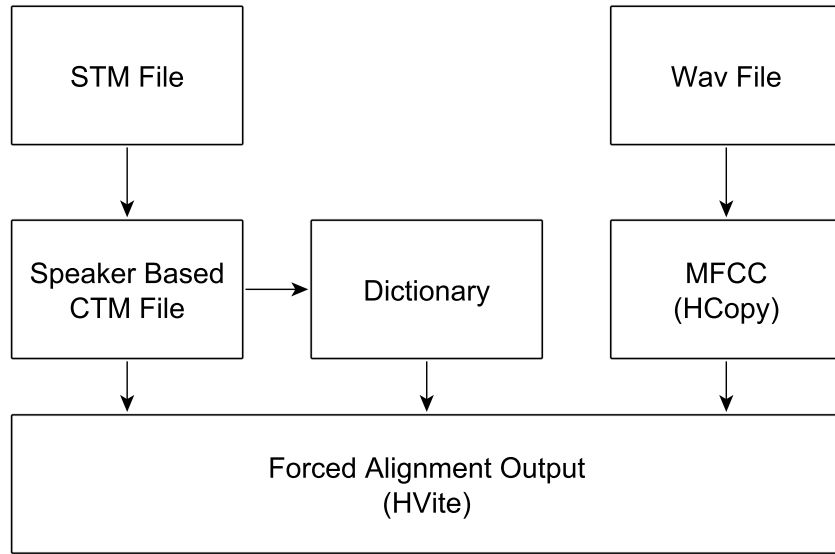 STM File
Wav File
Speaker Based
CTM File
Dictionary
MFCC
(HCopy)
Forced Alignment Output
(HVite)